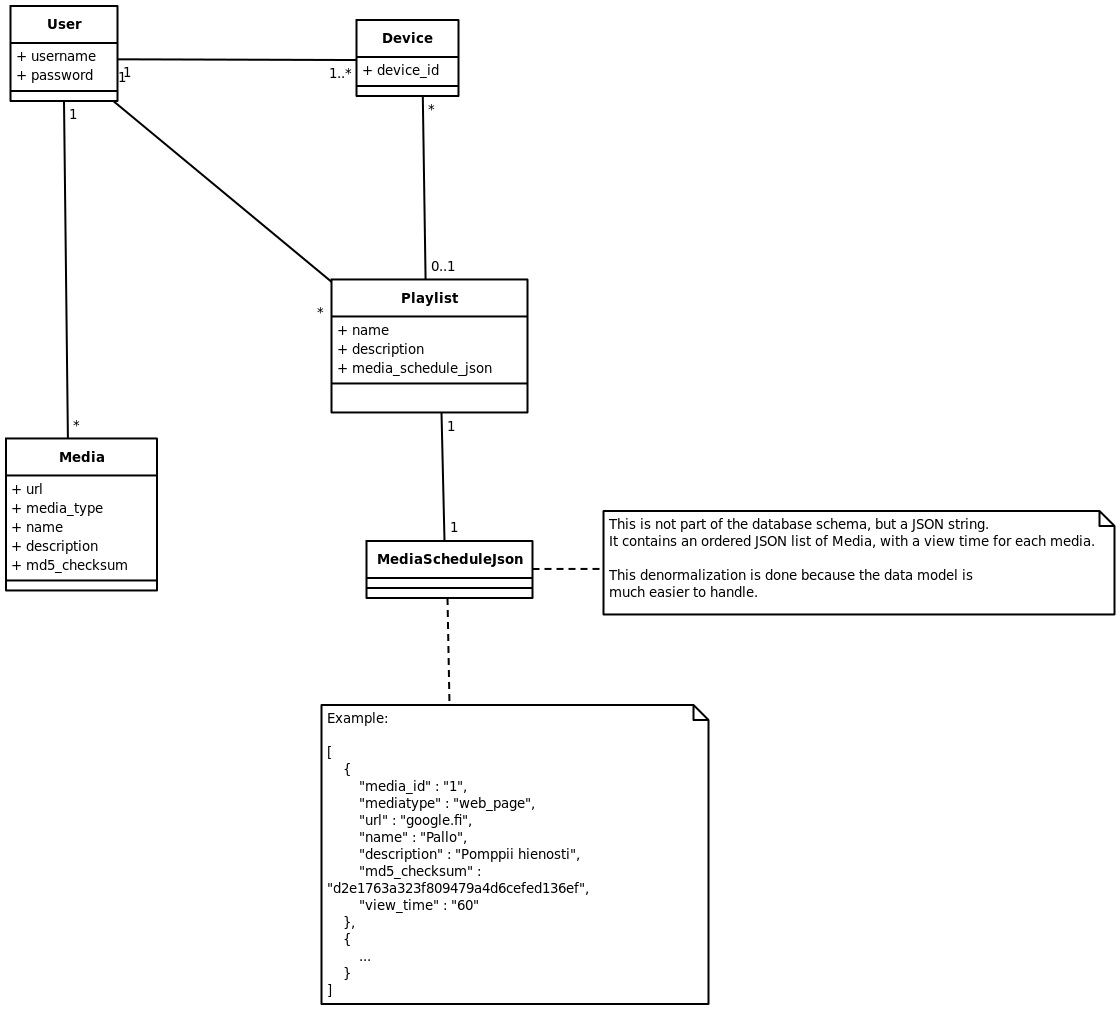 User
+ username
+ password
1
1
1
Device
+ device_id
1..*
*
0..1
*
Playlist
+ name
+ description
+ media_schedule_json
1
*
Media
+ url
+ media_type
+ name
+ description
+ md5_checksum
1
MediaScheduleJson
This is not part of the database schema, but a JSON string.
It contains an ordered JSON list of Media, with a view time for each media.
This denormalization is done because the data model is
much easier to handle.
Example:
[
{
"media_id" : "1",
"mediatype" : "web_page",
"url" : "google.fi",
"name" : "Pallo",
"description" : "Pomppii hienosti",
"md5_checksum" :
"d2e1763a323f809479a4d6cefed136ef",
"view_time" : "60"
},
{
...
}
]